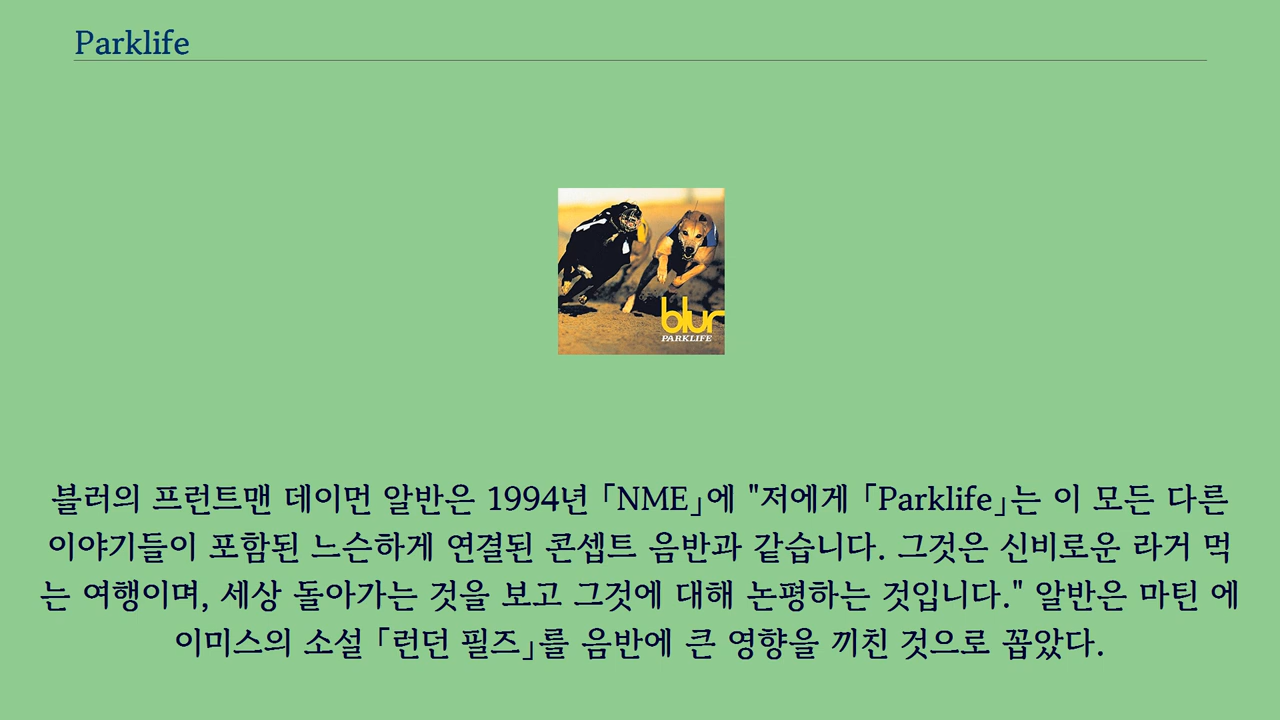 Parklife
blur
PARKLIFE
블러의 프런트맨 데이먼 알반은 1994년 「NME」에 "저에게 「Parklife」는 이 모든 다른
이야기들이 포함된 느슨하게 연결된 콘셉트 음반과 같습니다. 그것은 신비로운 라거 먹
는 여행이며, 세상 돌아가는 것을 보고 그것에 대해 논평하는 것입니다." 알반은 마틴 에
이미스의 소설 「런던 필즈」를 음반에 큰 영향을 끼친 것으로 꼽았다.